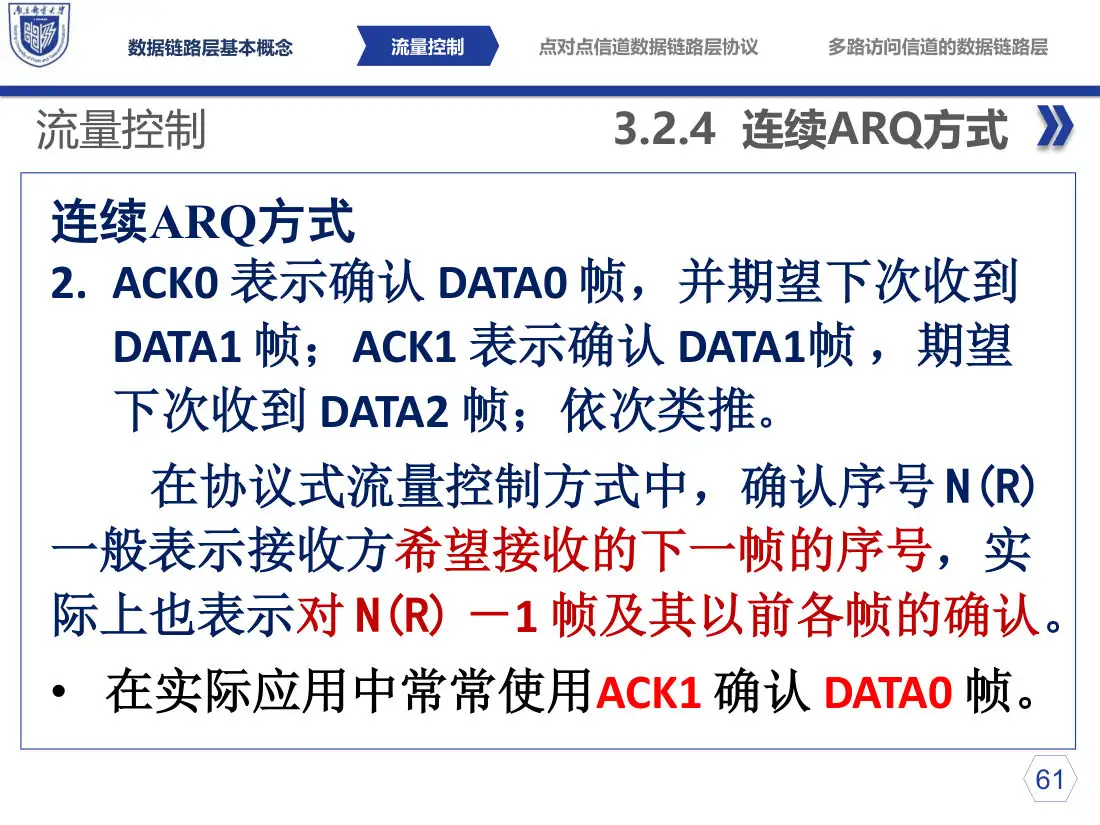 数据链路层基本概念
流量控制
点对点信道数据链路层协议
多路访问信道的数据链路层
流量控制
3.2.4 连续ARQ方式
连续ARQ方式
2. ACK0 表示确认 DATA0 帧，并期望下次收到
DATA1 帧；ACK1 表示确认 DATA1帧 ，期望
下次收到 DATA2 帧；依次类推。
在协议式流量控制方式中，确认序号 N(R)
一般表示接收方希望接收的下一帧的序号，实
际上也表示对 N(R) －1 帧及其以前各帧的确认。
• 在实际应用中常常使用ACK1 确认 DATA0 帧。
61